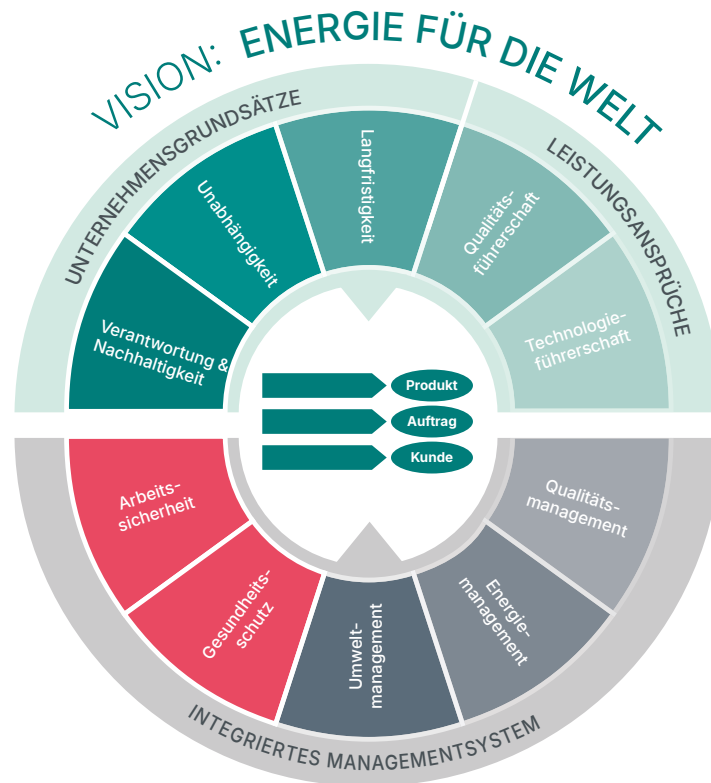 VISION: ENERGIE FÜR DIE WELT
UNTERNEHMENSGRUNDSÄTZE
LEISTUNGSANSPRÜCHE
Verantwortung &
Nachhaltigkeit
Unabhängigkeit
Langfristigkeit
Qualitäts-
führerschaft
Technologie-
führerschaft
Produkt
Auftrag
Kunde
Arbeits-
sicherheit
Gesundheits-
schutz
Umwelt-
management
Energie-
management
Qualitäts-
management
INTEGRIERTES MANAGEMENTSYSTEM